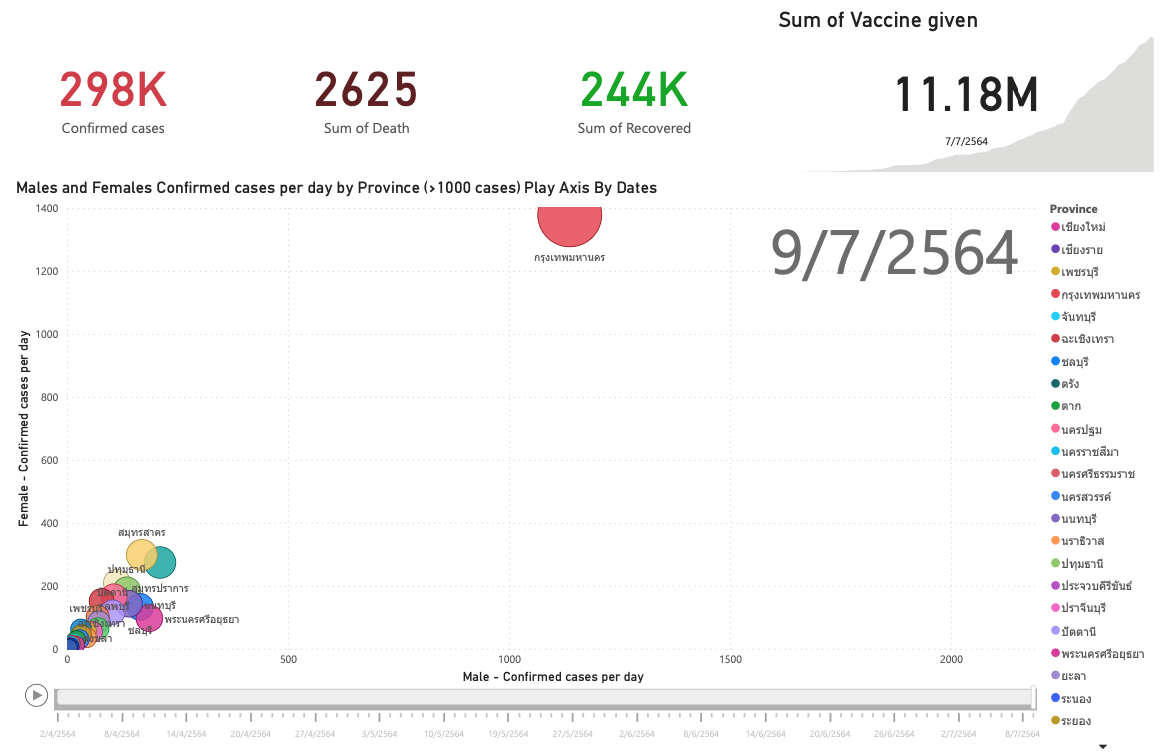 Sum of Vaccine given
298K
Confirmed cases
2625
Sum of Death
244K
Sum of Recovered
11.18M
7/7/2564
Males and Females Confirmed cases per day by Province (>1000 cases) Play Axis By Dates
9/7/2564
Female - Confirmed cases per day
1400
1200
1000
800
600
400
200
0
กรุงเทพมหานคร
สมุทรสาคร
ปทุมธานี
สมุทรปราการ
ปัตตานี
เพชรบุรี
นนทบุรี
พระนครศรีอยุธยา
ชลบุรี
0 500 1000 1500 2000
Male - Confirmed cases per day
Province
เชียงใหม่
เชียงราย
เพชรบุรี
กรุงเทพมหานคร
จันทบุรี
ฉะเชิงเทรา
ชลบุรี
ตรัง
ตาก
นครปฐม
นครราชสีมา
นครศรีธรรมราช
นครสวรรค์
นนทบุรี
นราธิวาส
ปทุมธานี
ประจวบคีรีขันธ์
ปราจีนบุรี
ปัตตานี
พระนครศรีอยุธยา
ยะลา
ระนอง
ระยอง
2/4/2564 8/4/2564 14/4/2564 20/4/2564 27/4/2564 3/5/2564 10/5/2564 19/5/2564 27/5/2564 2/6/2564 8/6/2564 14/6/2564 20/6/2564 26/6/2564 2/7/2564 8/7/2564